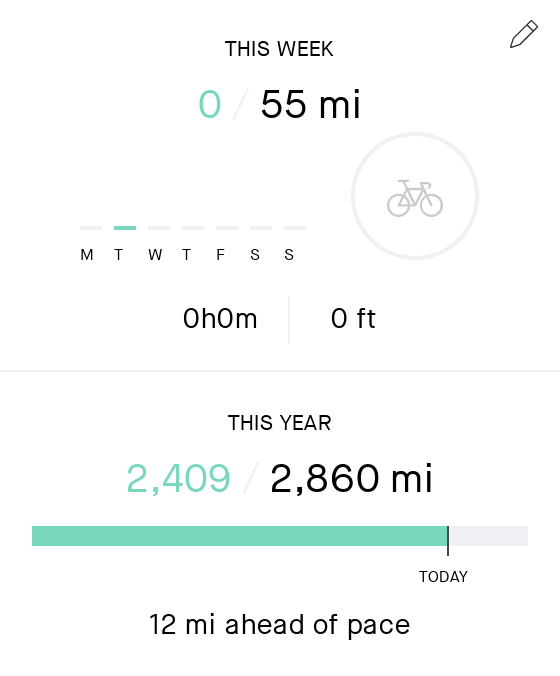 THIS WEEK
0 / 55 mi
M T W T F S S
0h0m
0 ft
THIS YEAR
2,409 / 2,860 mi
TODAY
12 mi ahead of pace